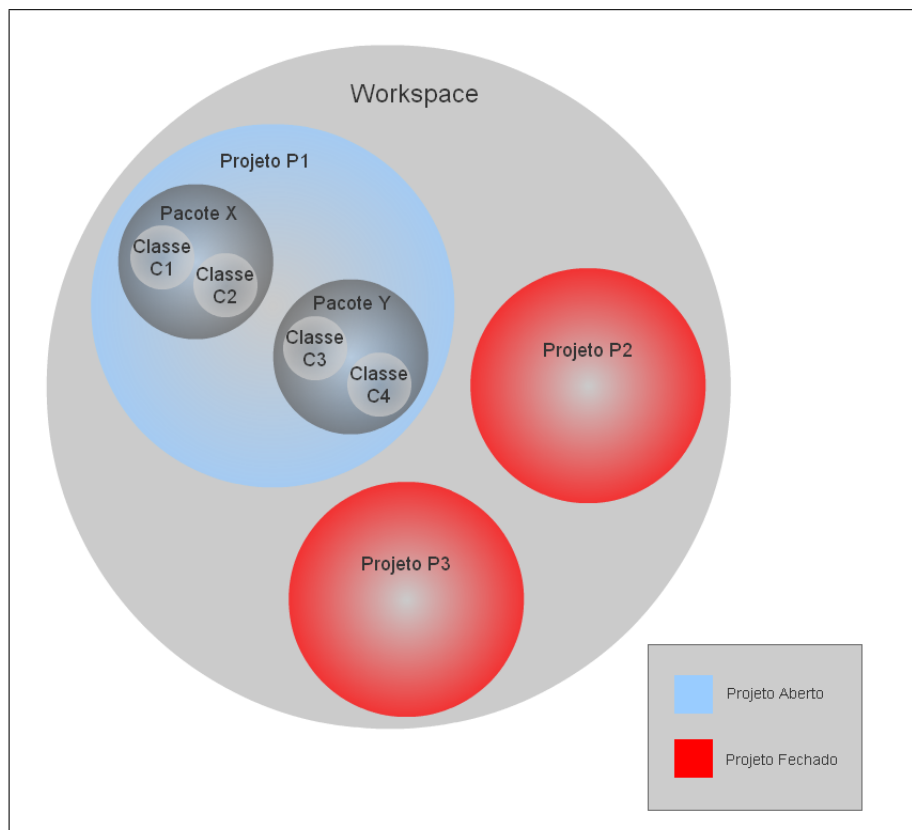 Workspace
Projeto P1
Pacote X
Classe
C1
Classe
C2
Pacote Y
Classe
C3
Classe
C4
Projeto P2
Projeto P3
Projeto Aberto
Projeto Fechado